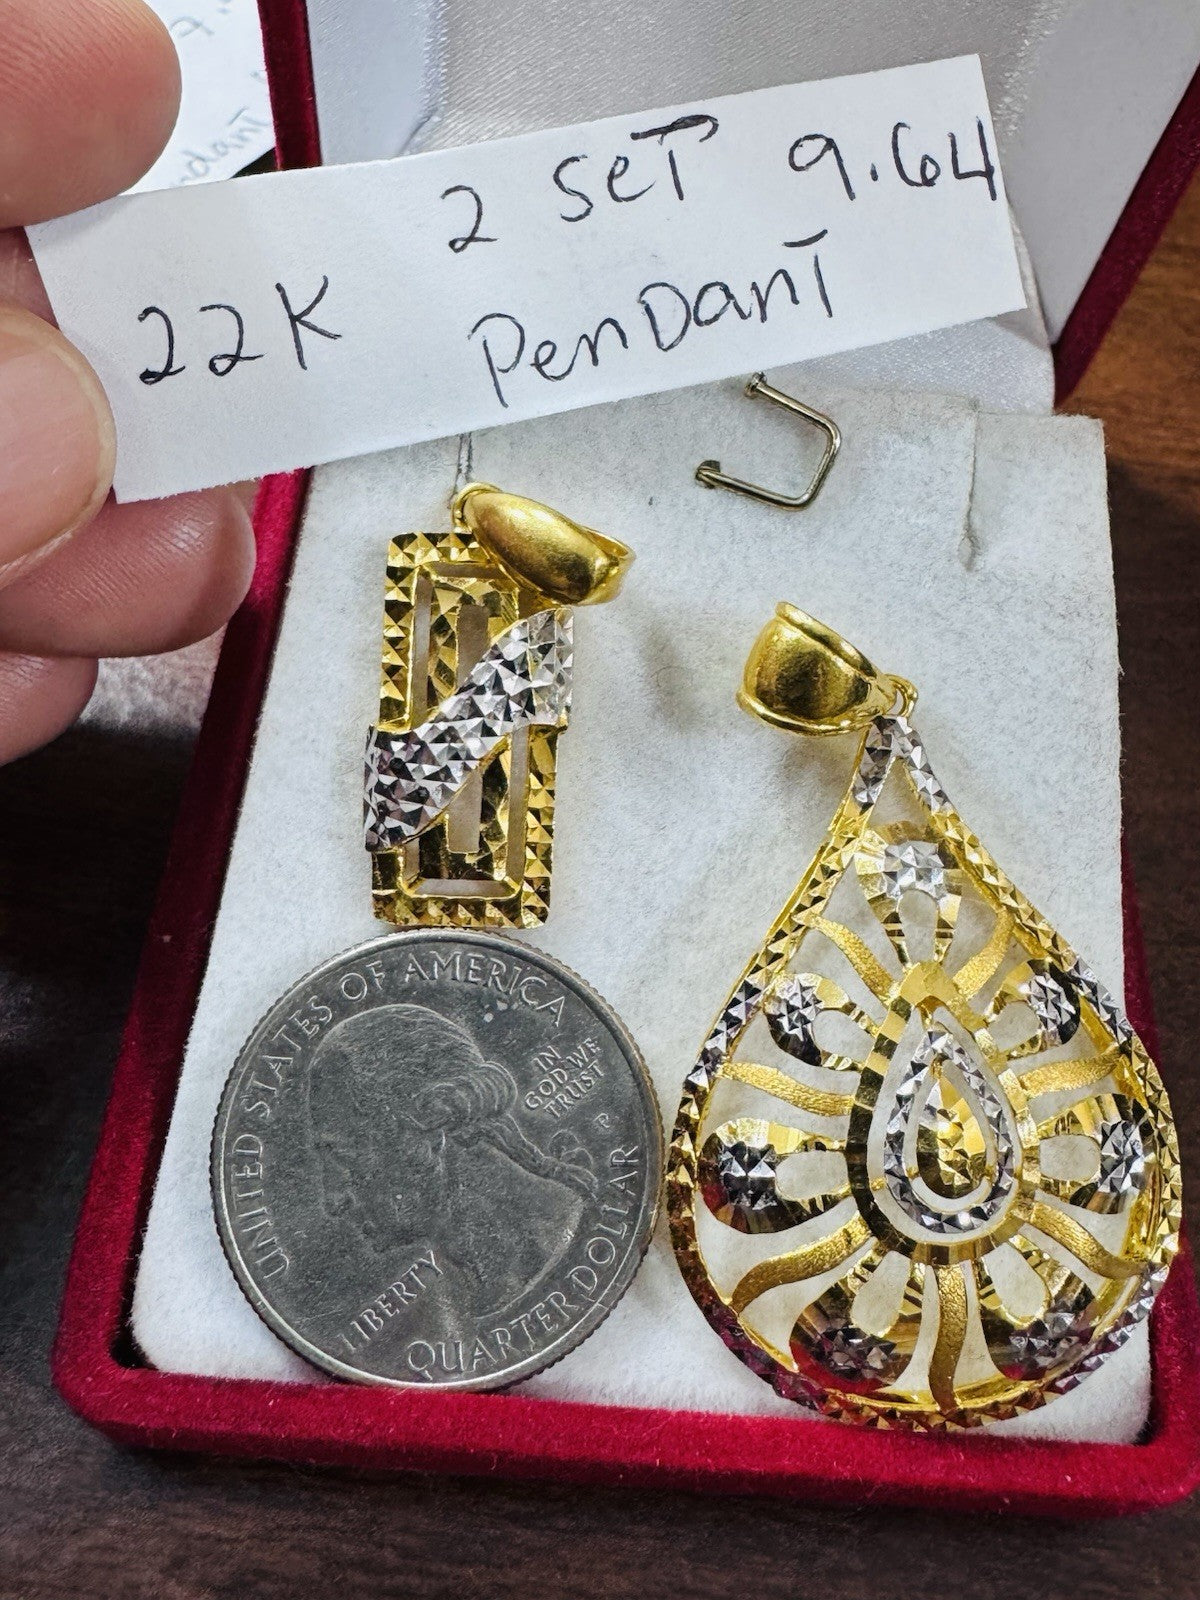 2 SeT 9.64
22K PenDanT
UNITED STATES OF AMERICA
IN
GOD WE
TRUST
P
LIBERTY
QUARTER DOLLAR